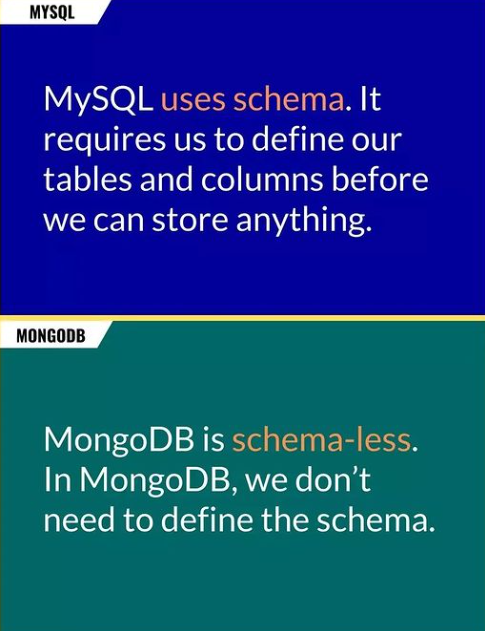 MYSQL
MySQL uses schema. It
requires us to define our
tables and columns before
we can store anything.
MONGODB
MongoDB is schema-less.
In MongoDB, we don’t
need to define the schema.